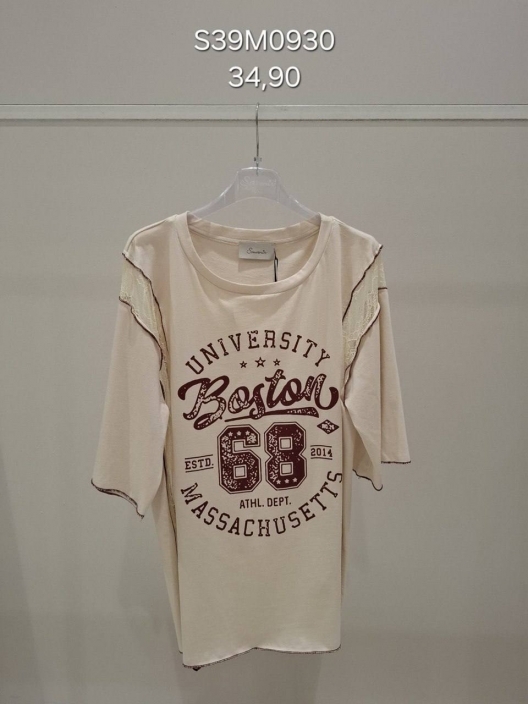 S39M0930
34,90
UNIVERSITY
Boston
68
ESTD.
2014
ATHL. DEPT.
MASSACHUSETTS